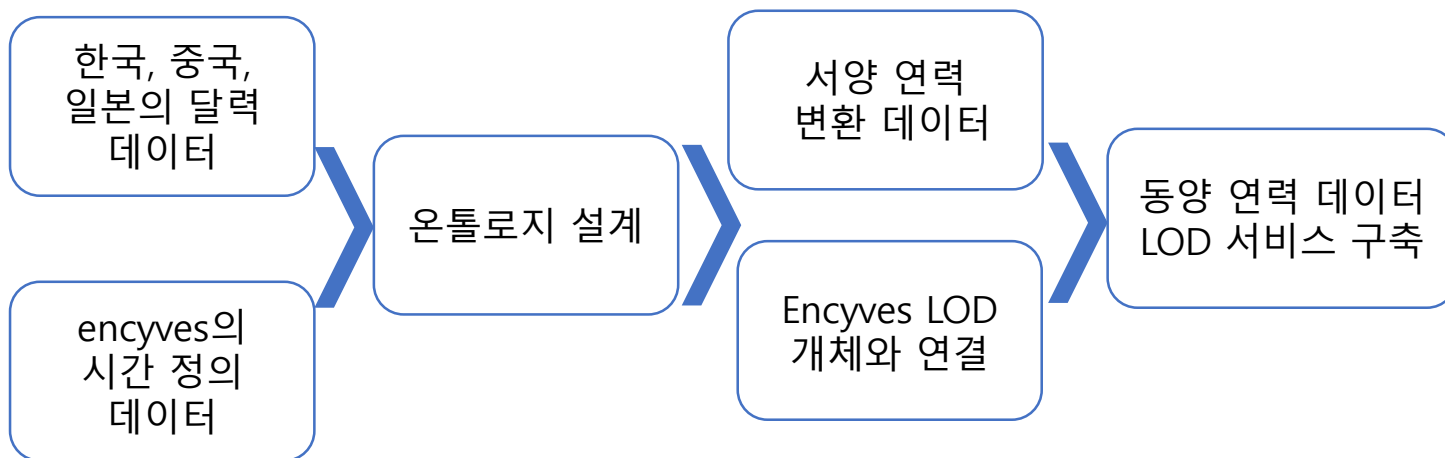 한국, 중국,
일본의 달력
데이터
encyves의
시간 정의
데이터
온톨로지 설계
서양 연력
변환 데이터
Encyves LOD
개체와 연결
동양 연력 데이터
LOD 서비스 구축